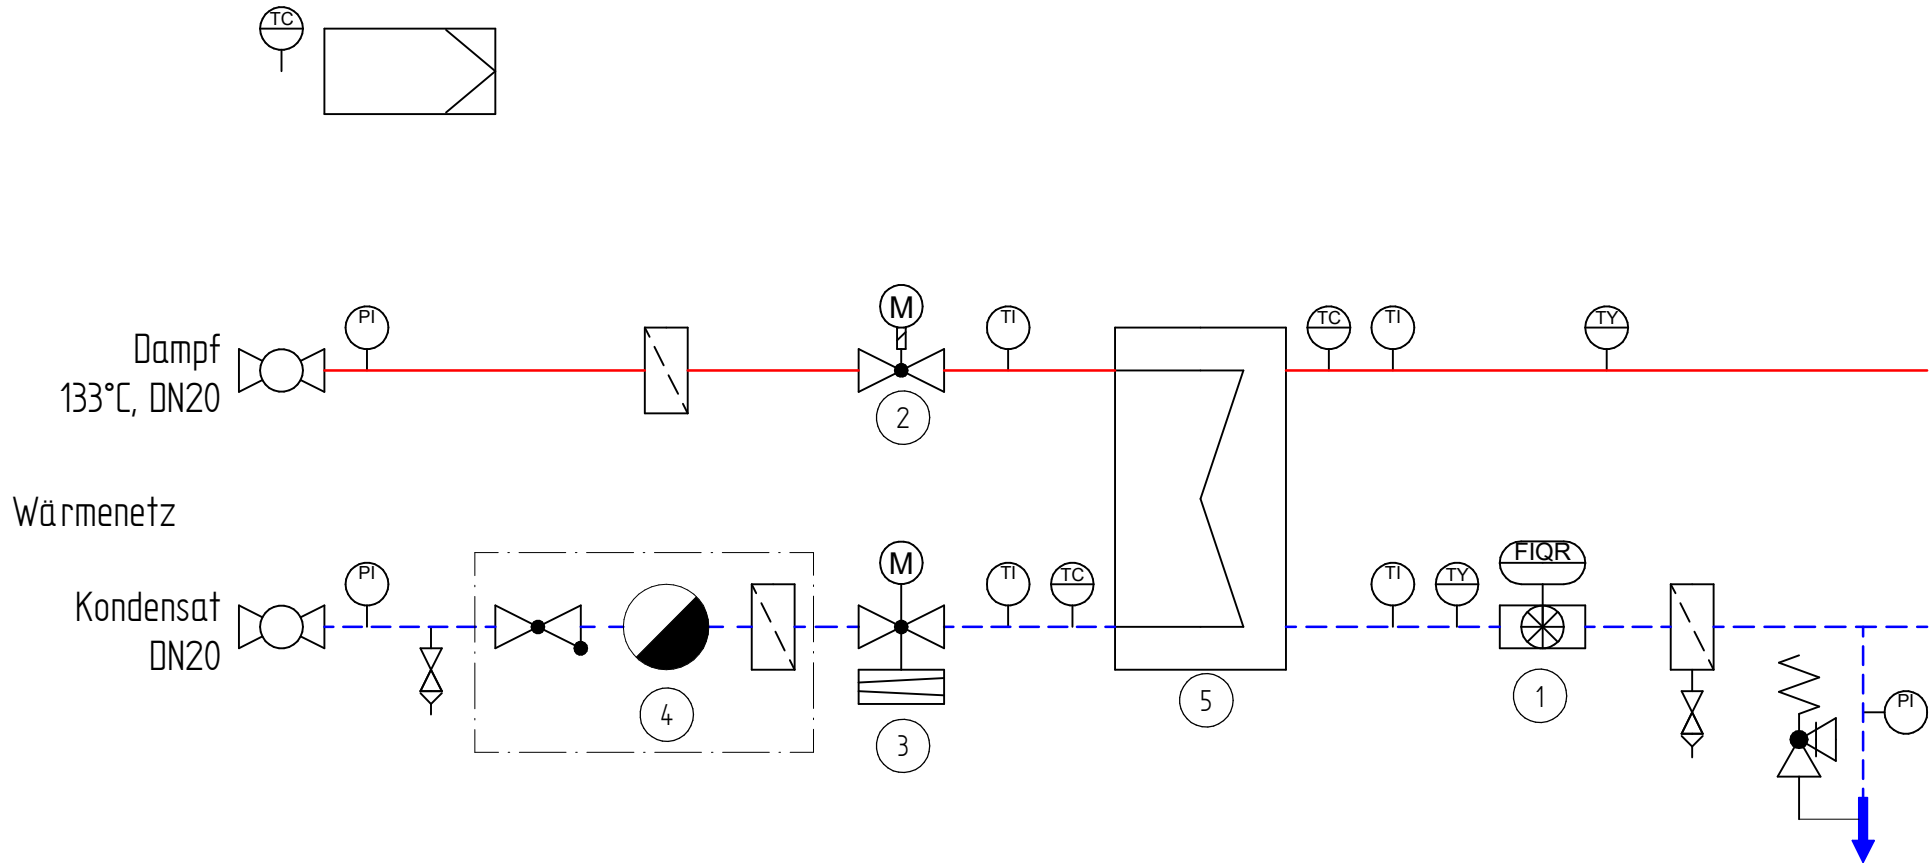 TC
M
PI
TI
TC
TI
TY
Dampf
133°C, DN20
2
Wärmenetz
M
FIQR
PI
TI
TC
TI
TY
Kondensat
DN20
4
3
5
1
PI